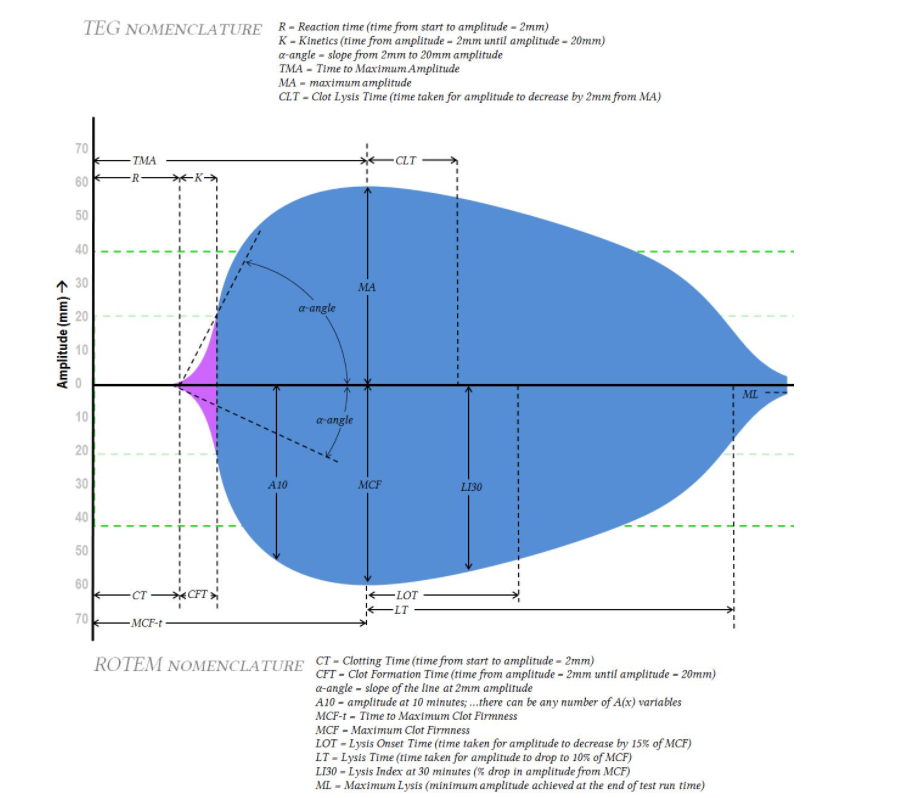 TEG NOMENCLATURE
R = Reaction time (time from start to amplitude = 2mm)
K = Kinetics (time from amplitude = 2mm until amplitude = 20mm)
α-angle = slope from 2mm to 20mm amplitude
TMA = Time to Maximum Amplitude
MA = maximum amplitude
CLT = Clot Lysis Time (time taken for amplitude to decrease by 2mm from MA)
70
TMA
CLT
60
R
K
50
40
30
MA
α-angle
20
10
Amplitude (mm) →
0
ML
10
α-angle
20
30
A10
MCF
LI30
40
50
60
CT
CFT
LOT
LT
70
MCF-t
ROTEM NOMENCLATURE
CT = Clotting Time (time from start to amplitude = 2mm)
CFT = Clot Formation Time (time from amplitude = 2mm until amplitude = 20mm)
α-angle = slope of the line at 2mm amplitude
A10 = amplitude at 10 minutes; ...there can be any number of A(x) variables
MCF-t = Time to Maximum Clot Firmness
MCF = Maximum Clot Firmness
LOT = Lysis Onset Time (time taken for amplitude to decrease by 15% of MCF)
LT = Lysis Time (time taken for amplitude to drop to 10% of MCF)
LI30 = Lysis Index at 30 minutes (% drop in amplitude from MCF)
ML = Maximum Lysis (minimum amplitude achieved at the end of test run time)